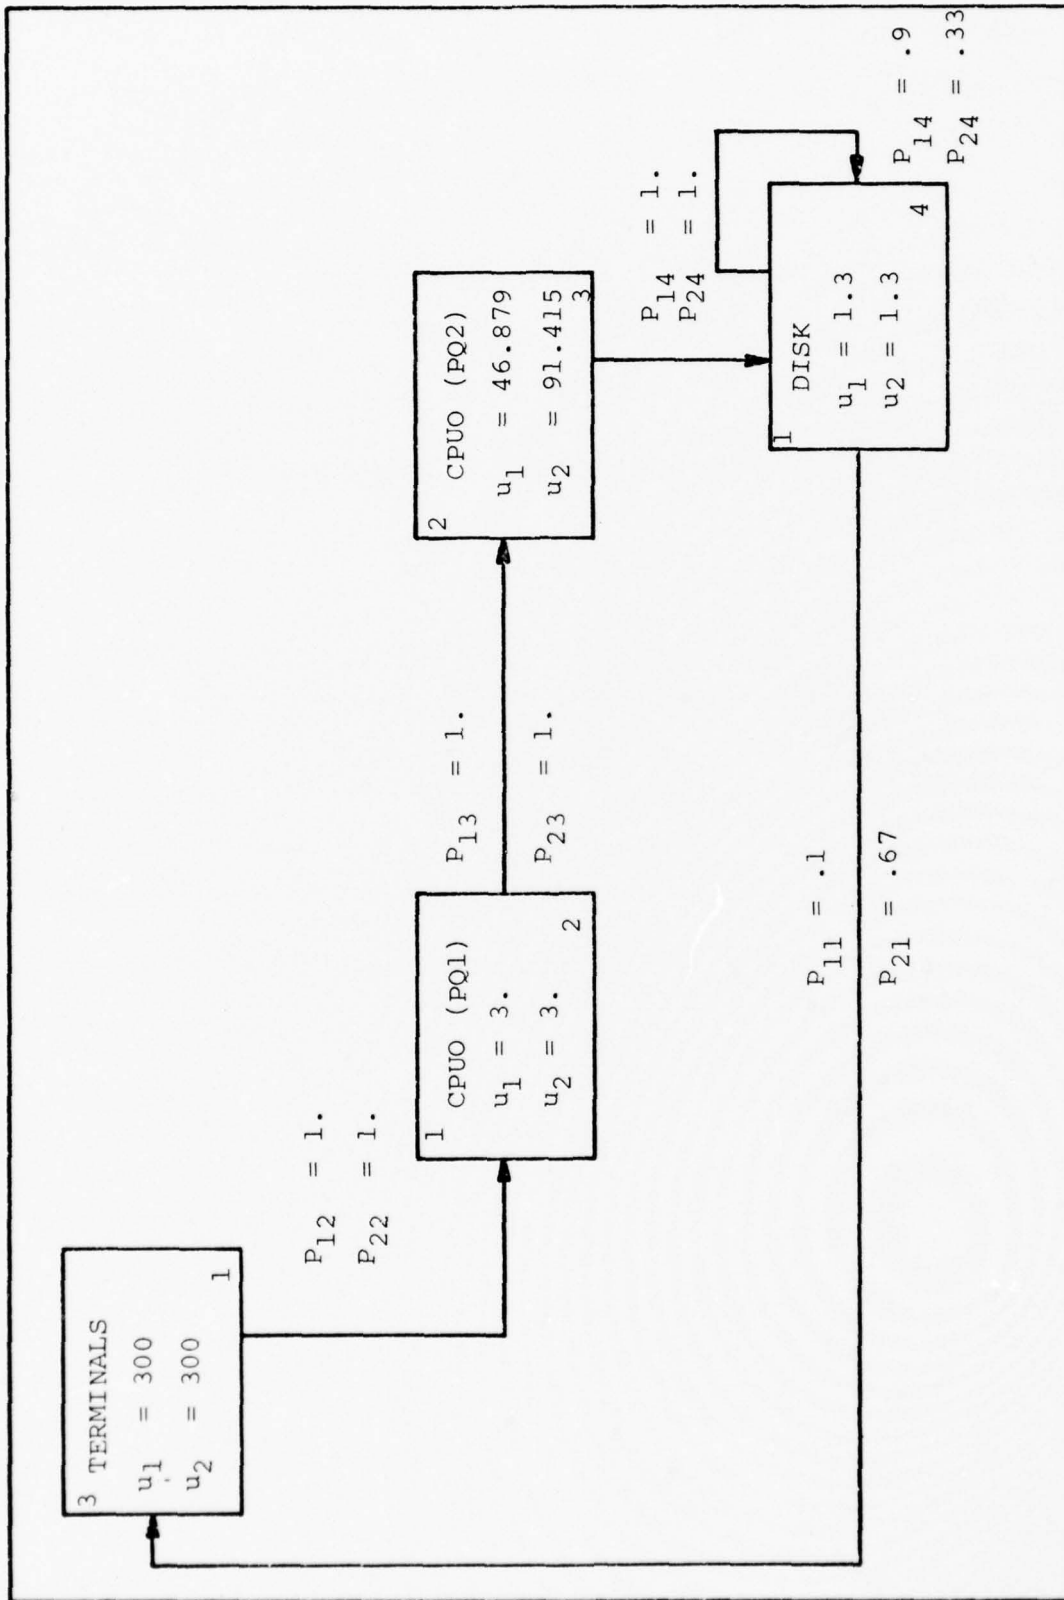 3 TERMINALS
u1 = 300
u2 = 300
1
P12 = 1.
P22 = 1.
1
CPUO (PQ1)
u1 = 3.
u2 = 3.
2
P13 = 1.
P23 = 1.
2
CPUO (PQ2)
u1 = 46.879
u2 = 91.415
3
P14 = 1.
P24 = 1.
1
DISK
u1 = 1.3
u2 = 1.3
4
P14 = .9
P24 = .33
P11 = .1
P21 = .67